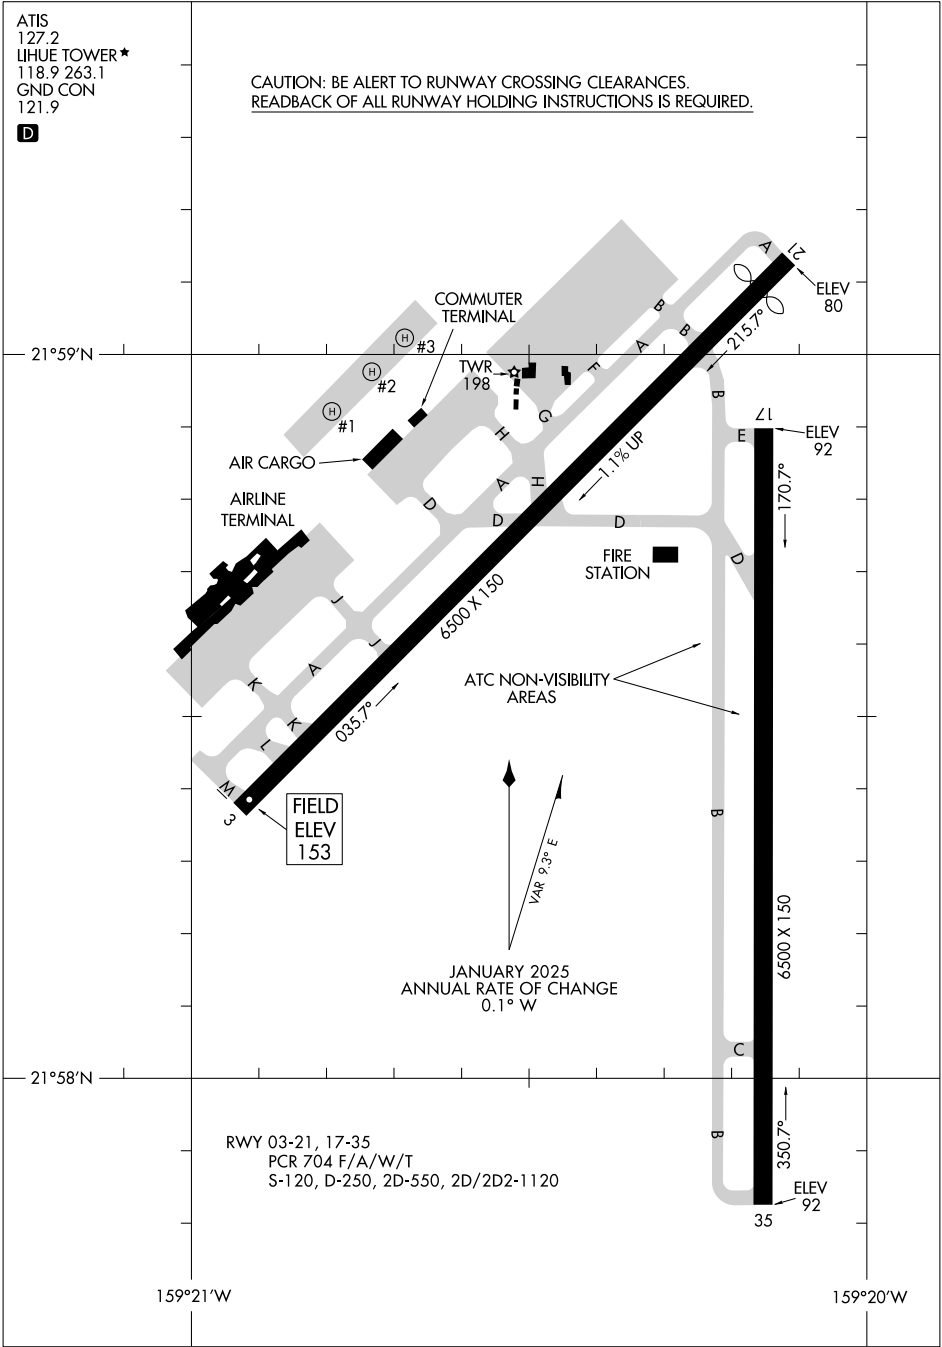 ATIS
127.2
LIHUE TOWER★
118.9 263.1
GND CON
121.9
D
CAUTION: BE ALERT TO RUNWAY CROSSING CLEARANCES.
READBACK OF ALL RUNWAY HOLDING INSTRUCTIONS IS REQUIRED.
A
21
ELEV
80
COMMUTER
TERMINAL
B
B
215.7°
H
#3
A
21°59'N
TWR
198
F
H
#2
B
H
#1
G
17
E
ELEV
92
H
1.1% UP
AIR CARGO
170.7°
A
H
AIRLINE
TERMINAL
D
D
D
FIRE
STATION
D
6500 X 150
J
J
A
ATC NON-VISIBILITY
AREAS
K
K
035.7°
L
M
3
FIELD
ELEV
153
B
VAR 9.3° E
6500 X 150
JANUARY 2025
ANNUAL RATE OF CHANGE
0.1° W
C
21°58'N
B
350.7°
RWY 03-21, 17-35
PCR 704 F/A/W/T
S-120, D-250, 2D-550, 2D/2D2-1120
ELEV
92
35
159°21'W
159°20'W